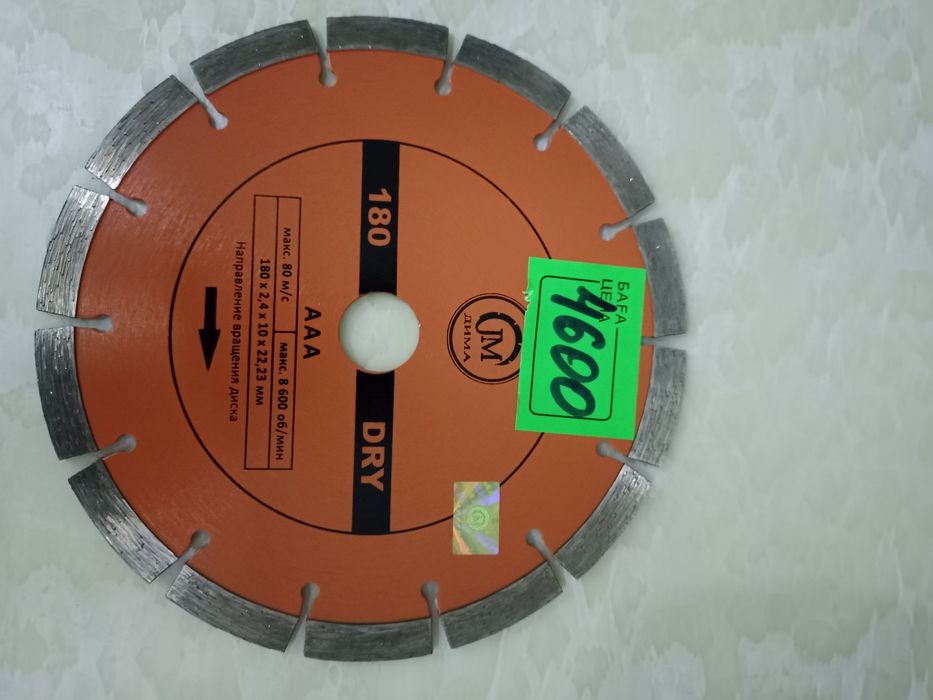 180
DRY
JM
ДИМА
AAA
макс. 80 м/с
макс. 8 600 об/мин
180 x 2,4 x 10 x 22,23 мм
Направление вращения диска
БАҒА
ЦЕНА
4600